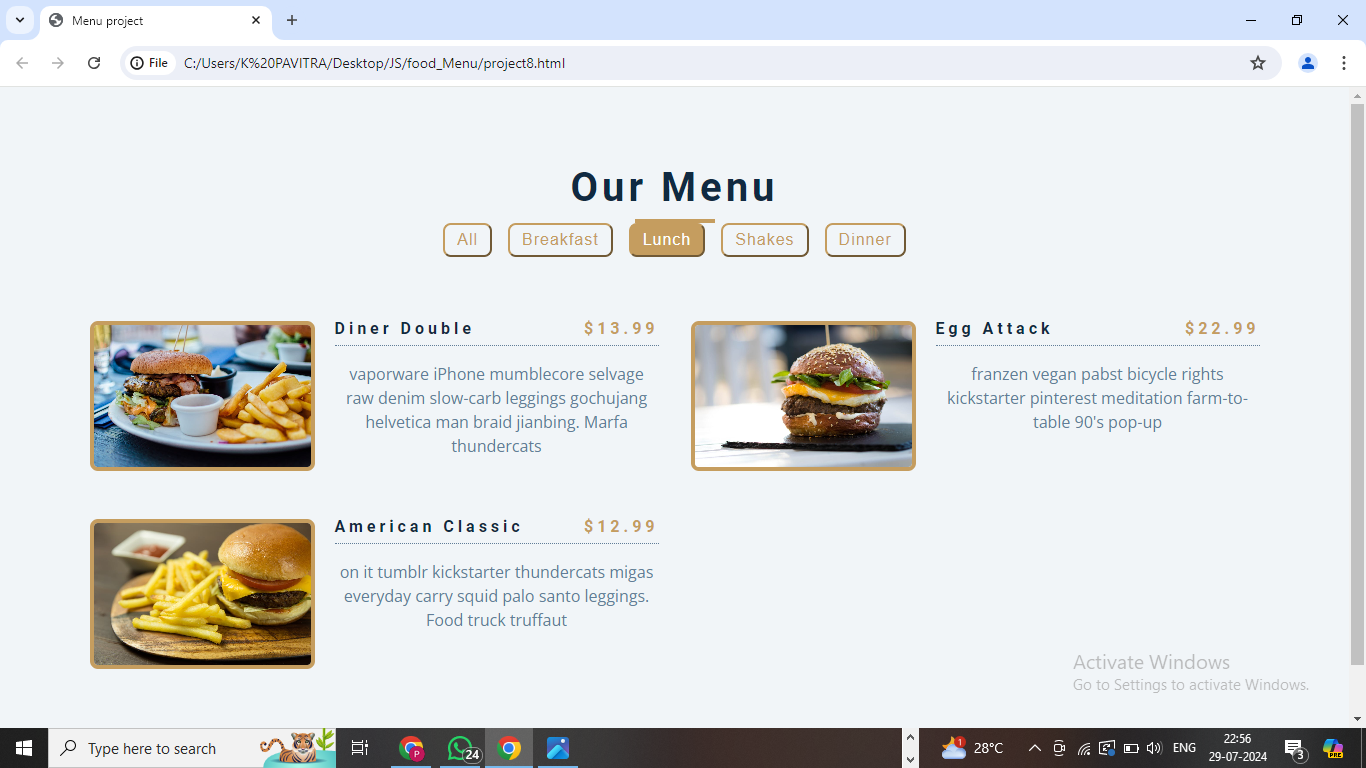 Menu project
File
C:/Users/K%20PAVITRA/Desktop/JS/food_Menu/project8.html
Our Menu
All
Breakfast
Lunch
Shakes
Dinner
Diner Double
$13.99
vaporware iPhone mumblecore selvage
raw denim slow-carb leggings gochujang
helvetica man braid jianbing. Marfa
thundercats
Egg Attack
$22.99
franzen vegan pabst bicycle rights
kickstarter pinterest meditation farm-to-
table 90's pop-up
American Classic
$12.99
on it tumblr kickstarter thundercats migas
everyday carry squid palo santo leggings.
Food truck truffaut
Activate Windows
Go to Settings to activate Windows.
Type here to search
P
24
1
28°C
ENG
22:56
29-07-2024
3
PRE